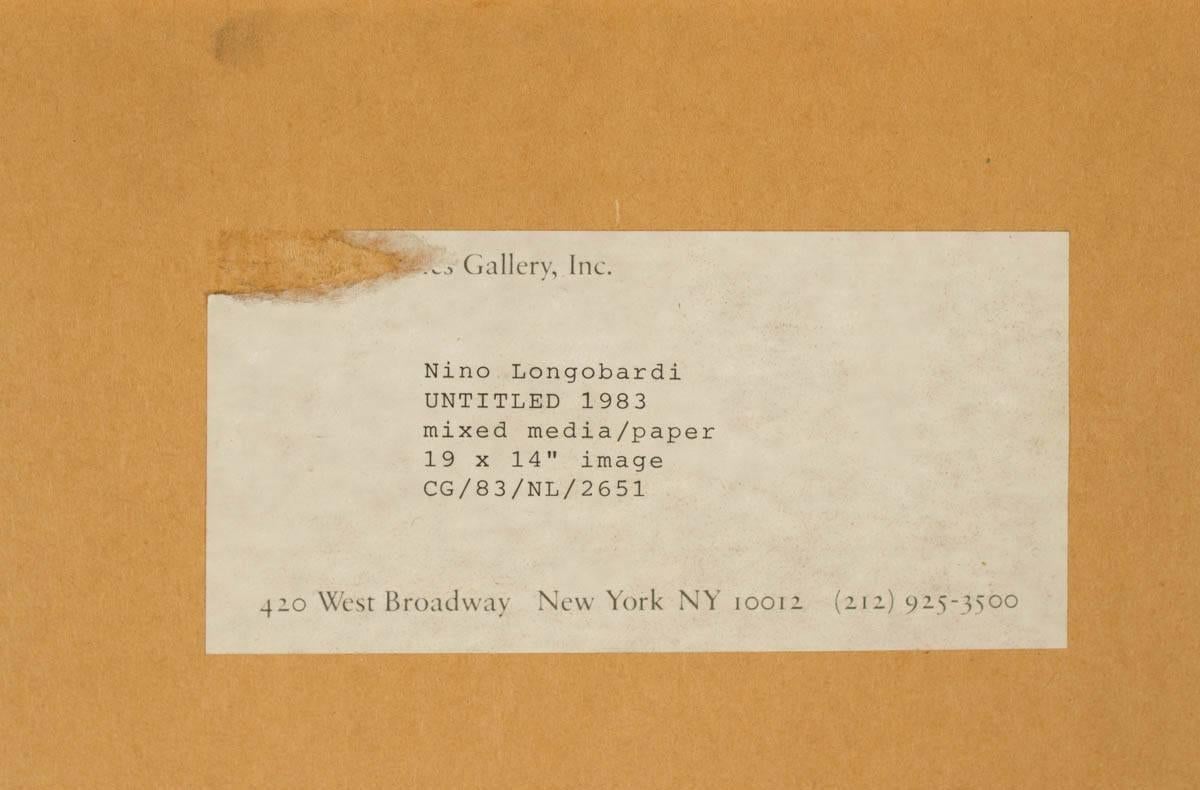 Gallery, Inc.
Nino Longobardi
UNTITLED 1983
mixed media/paper
19 x 14" image
CG/83/NL/2651
420 West Broadway New York NY 10012 (212) 925-3500